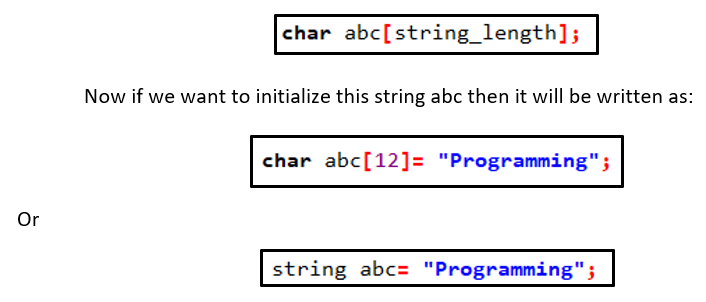 char abc[string_length];
Now if we want to initialize this string abc then it will be written as:
char abc[12]= "Programming";
Or
string abc= "Programming";